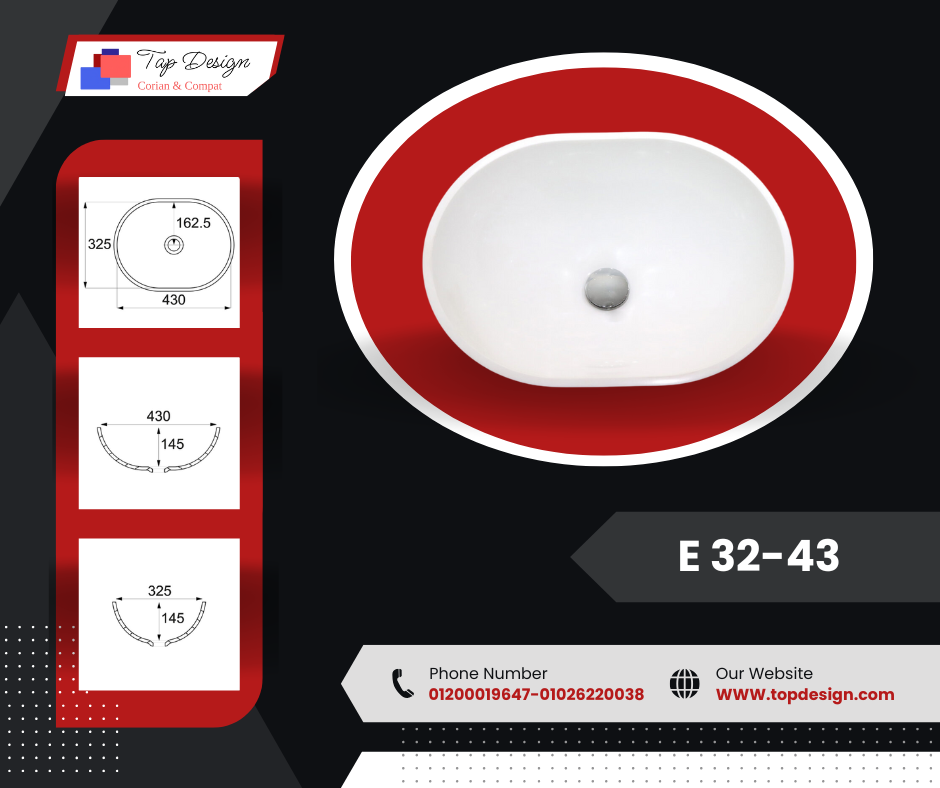 Tap Design
Corian & Compat
162.5
325
430
430
145
325
145
E 32-43
Phone Number
01200019647-01026220038
Our Website
WWW.topdesign.com